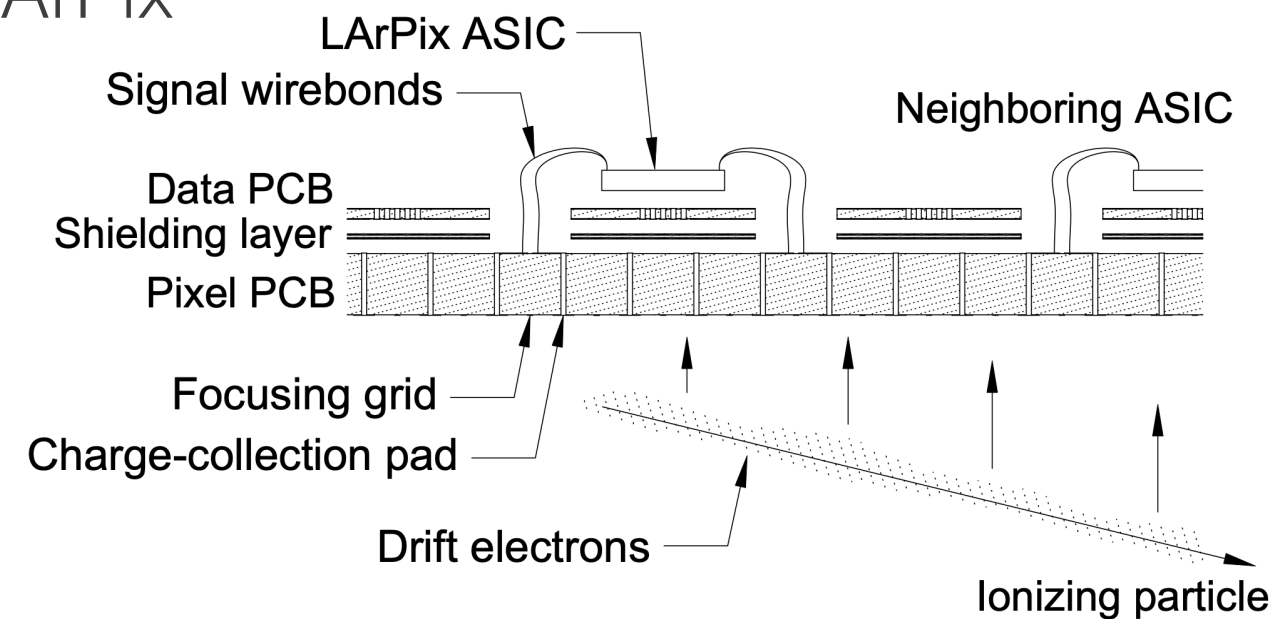 LArPix ASIC
Signal wirebonds
Neighboring ASIC
Data PCB
Shielding layer
Pixel PCB
Focusing grid
Charge-collection pad
Drift electrons
Ionizing particle